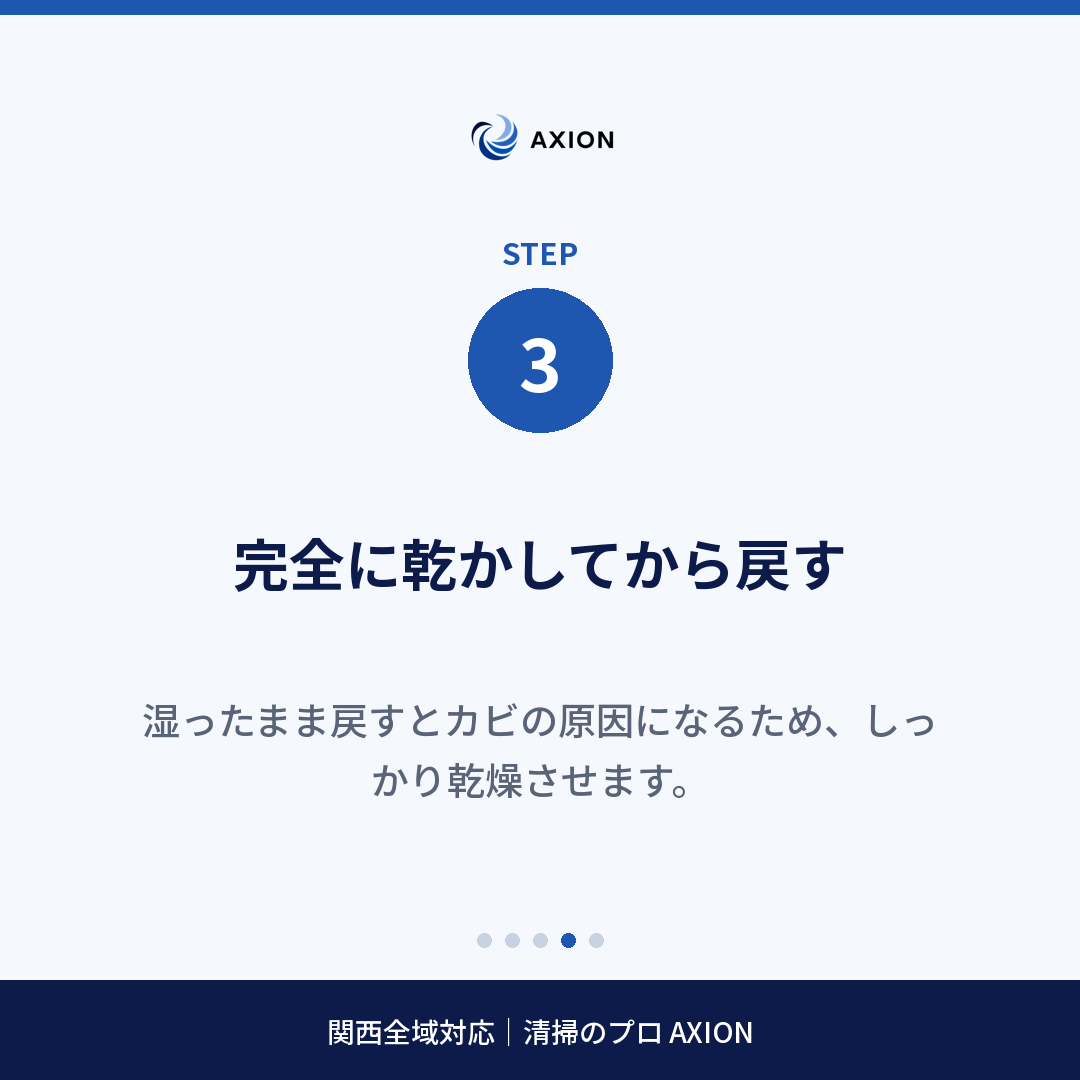 AXION
STEP
3
完全に乾かしてから戻す
湿ったまま戻すとカビの原因になるため、しっ
かり乾燥させます。
関西全域対応｜清掃のプロ AXION